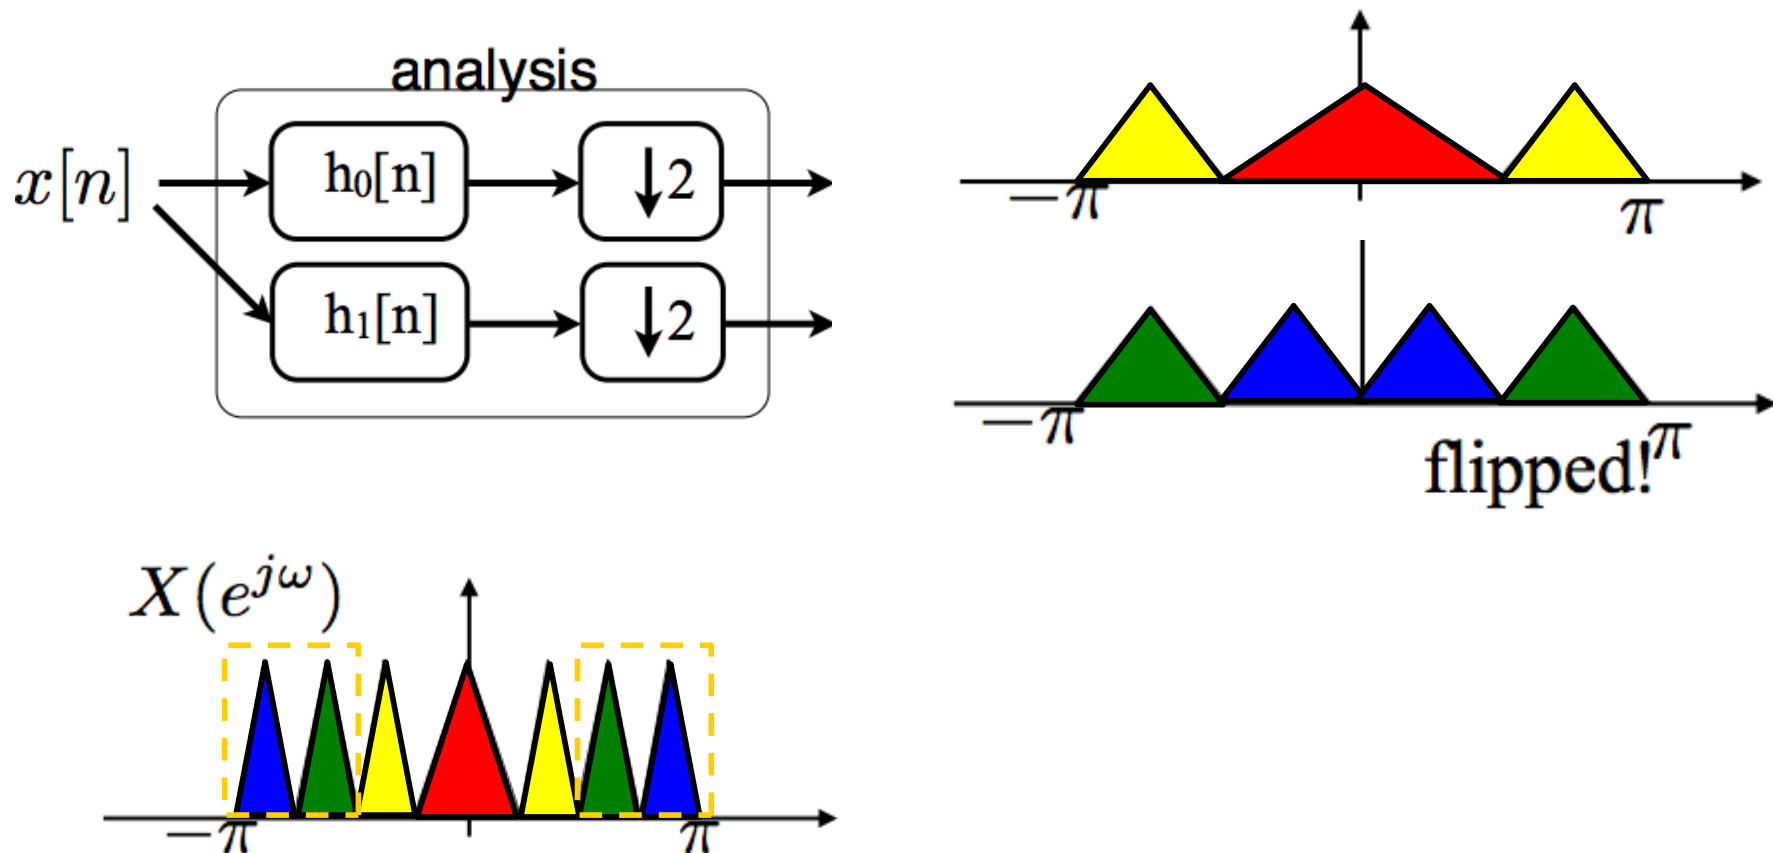 analysis
x[n]
h₀[n]
↓2
h₁[n]
↓2
−π
π
−π
π
flipped!
X(e^{jω})
−π
π